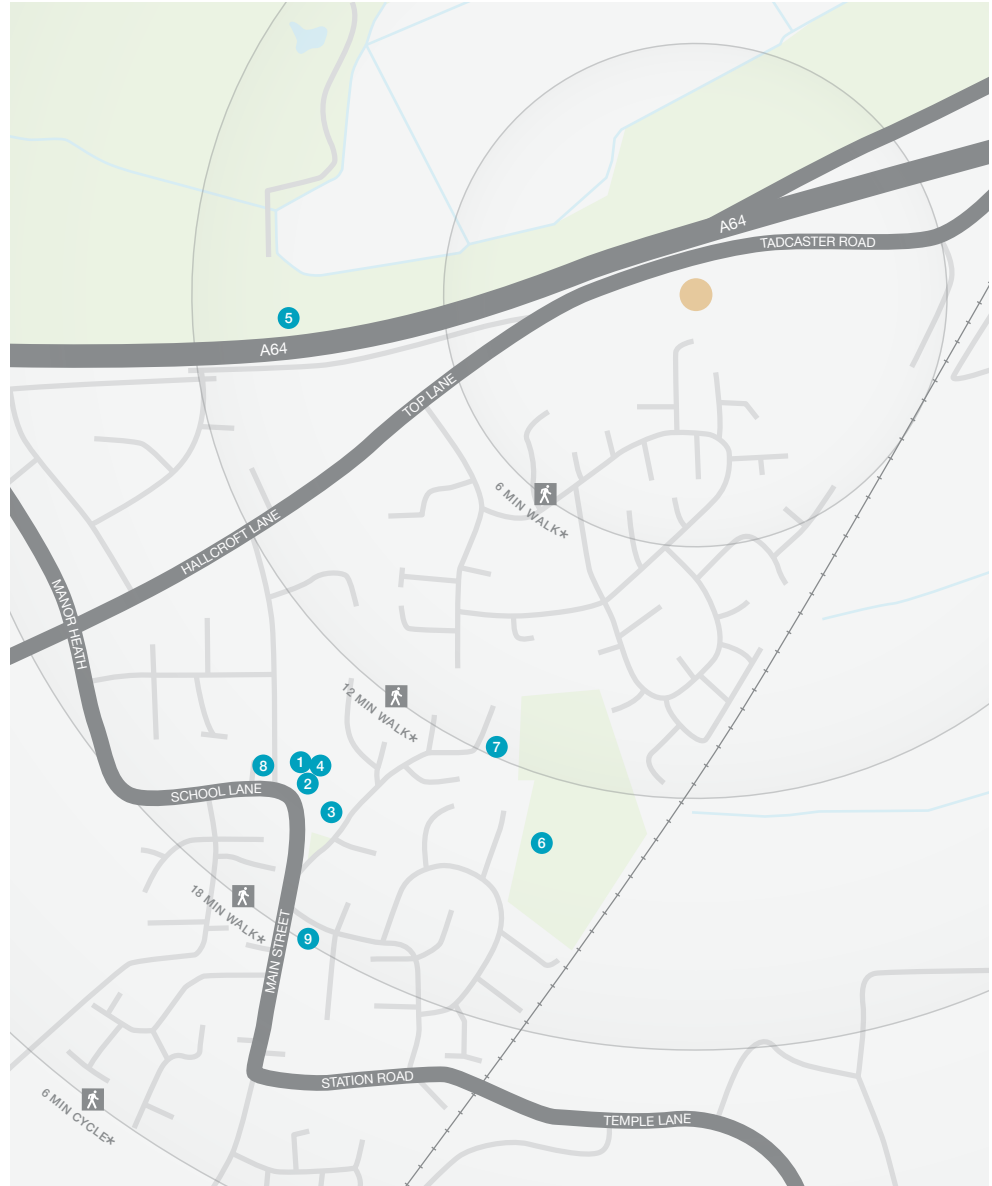 A64
TADCASTER ROAD
5
A64
TOP LANE
6 MIN WALK*
HALLCROFT LANE
MANOR HEATH
12 MIN WALK*
7
8
1
4
2
SCHOOL LANE
3
6
18 MIN WALK*
MAIN STREET
9
STATION ROAD
6 MIN CYCLE*
TEMPLE LANE